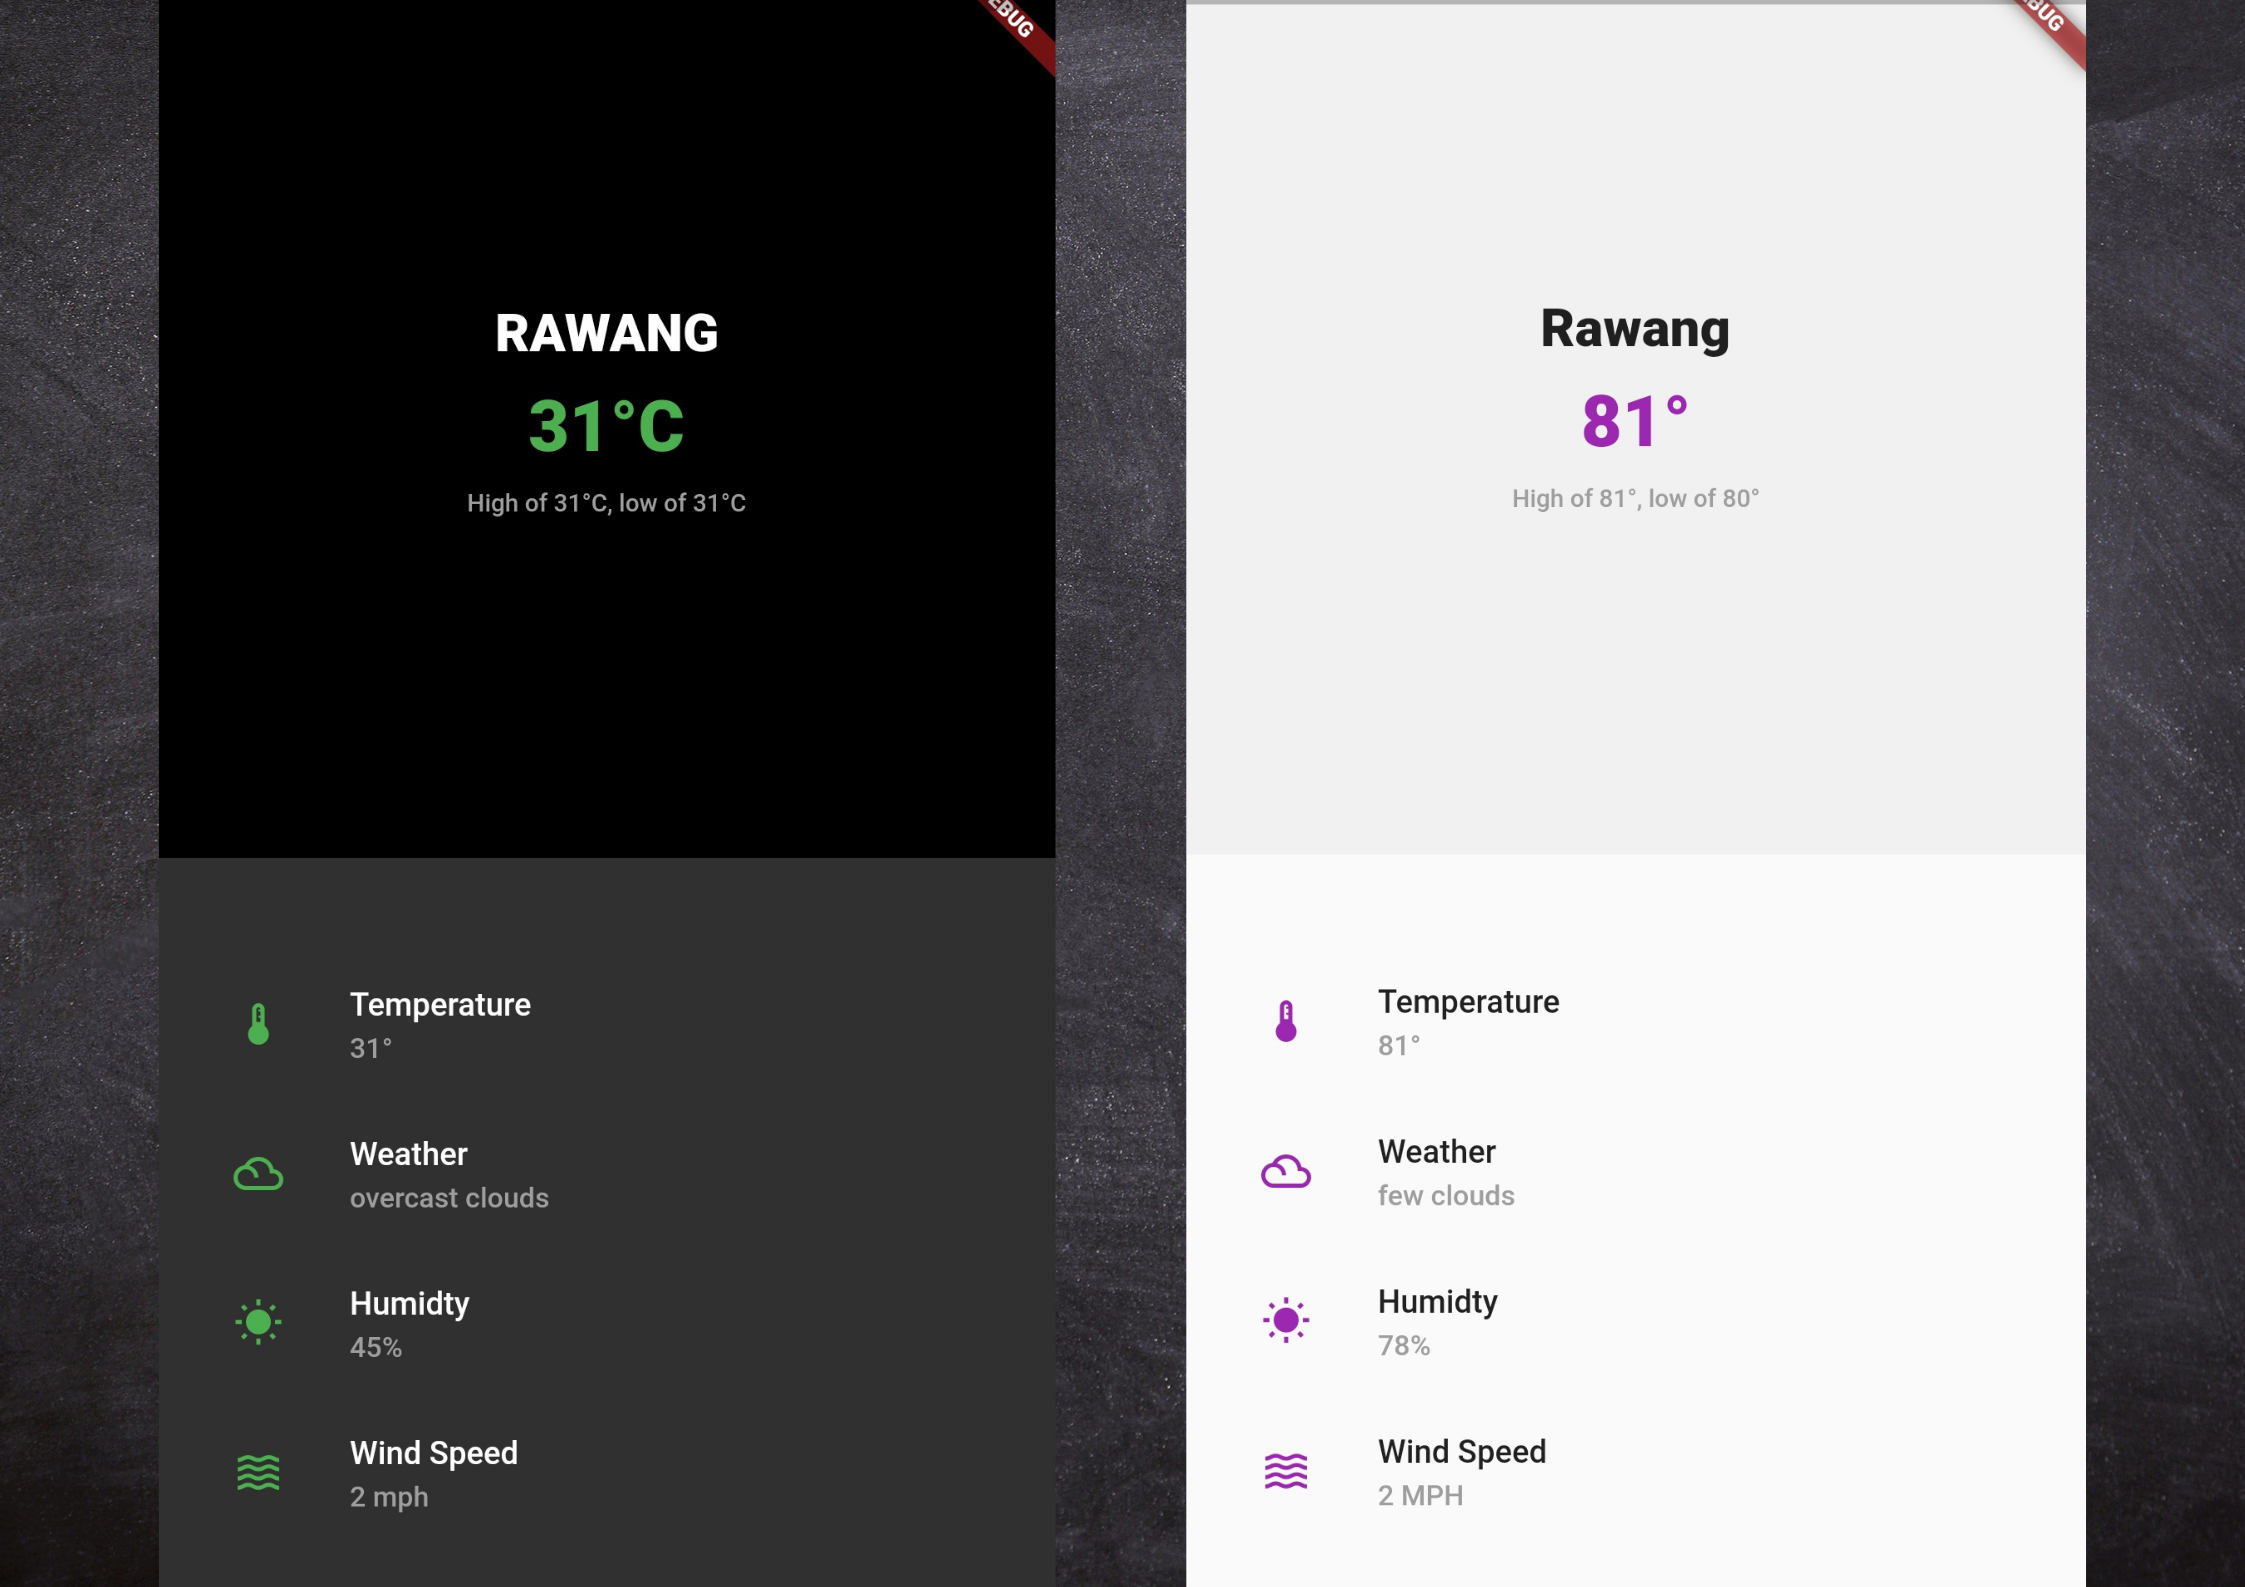 RAWANG
31°C
High of 31°C, low of 31°C
Temperature
31°
Weather
overcast clouds
Humidty
45%
Wind Speed
2 mph
Rawang
81°
High of 81°, low of 80°
Temperature
81°
Weather
few clouds
Humidty
78%
Wind Speed
2 MPH